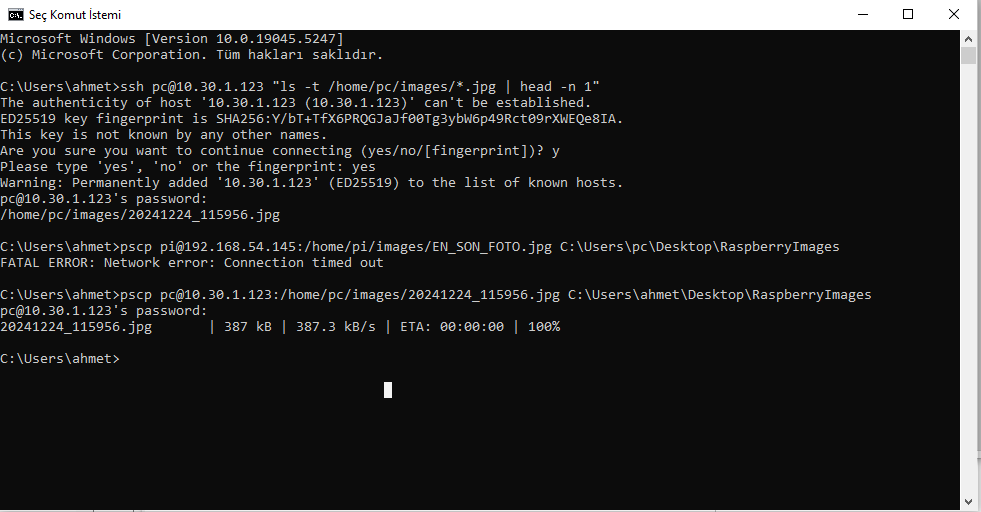 Seç Komut İstemi
Microsoft Windows [Version 10.0.19045.5247]
(c) Microsoft Corporation. Tüm hakları saklıdır.
C:\Users\ahmet>ssh pc@10.30.1.123 "ls -t /home/pc/images/*.jpg | head -n 1"
The authenticity of host '10.30.1.123 (10.30.1.123)' can't be established.
ED25519 key fingerprint is SHA256:Y/bT+TfX6PRQGJaJf00Tg3ybW6p49Rct09rXWEQe8IA.
This key is not known by any other names.
Are you sure you want to continue connecting (yes/no/[fingerprint])? y
Please type 'yes', 'no' or the fingerprint: yes
Warning: Permanently added '10.30.1.123' (ED25519) to the list of known hosts.
pc@10.30.1.123's password:
/home/pc/images/20241224_115956.jpg
C:\Users\ahmet>pscp pi@192.168.54.145:/home/pi/images/EN_SON_FOTO.jpg C:\Users\pc\Desktop\RaspberryImages
FATAL ERROR: Network error: Connection timed out
C:\Users\ahmet>pscp pc@10.30.1.123:/home/pc/images/20241224_115956.jpg C:\Users\ahmet\Desktop\RaspberryImages
pc@10.30.1.123's password:
20241224_115956.jpg       | 387 kB | 387.3 kB/s | ETA: 00:00:00 | 100%
C:\Users\ahmet>